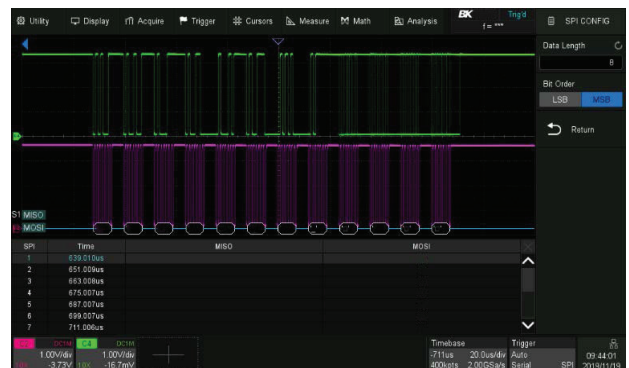 Utility Display Acquire Trigger Cursors Measure Math Analysis BK Trig'd SPI CONFIG
f = ***
Data Length
8
Bit Order
LSB MSB
Return
S1 MISO
MOSI
SPI Time MISO MOSI
1 639.010us
2 651.009us
3 663.008us
4 675.007us
5 687.007us
6 699.007us
7 711.006us
DC1M C4 DC1M Timebase Trigger
1.00V/div 1.00V/div -711us 20.0us/div Auto 09:44:01
10X -3.73V 10X -16.7mV 400kpts 2.00GSa/s Serial SPI 2019/11/19